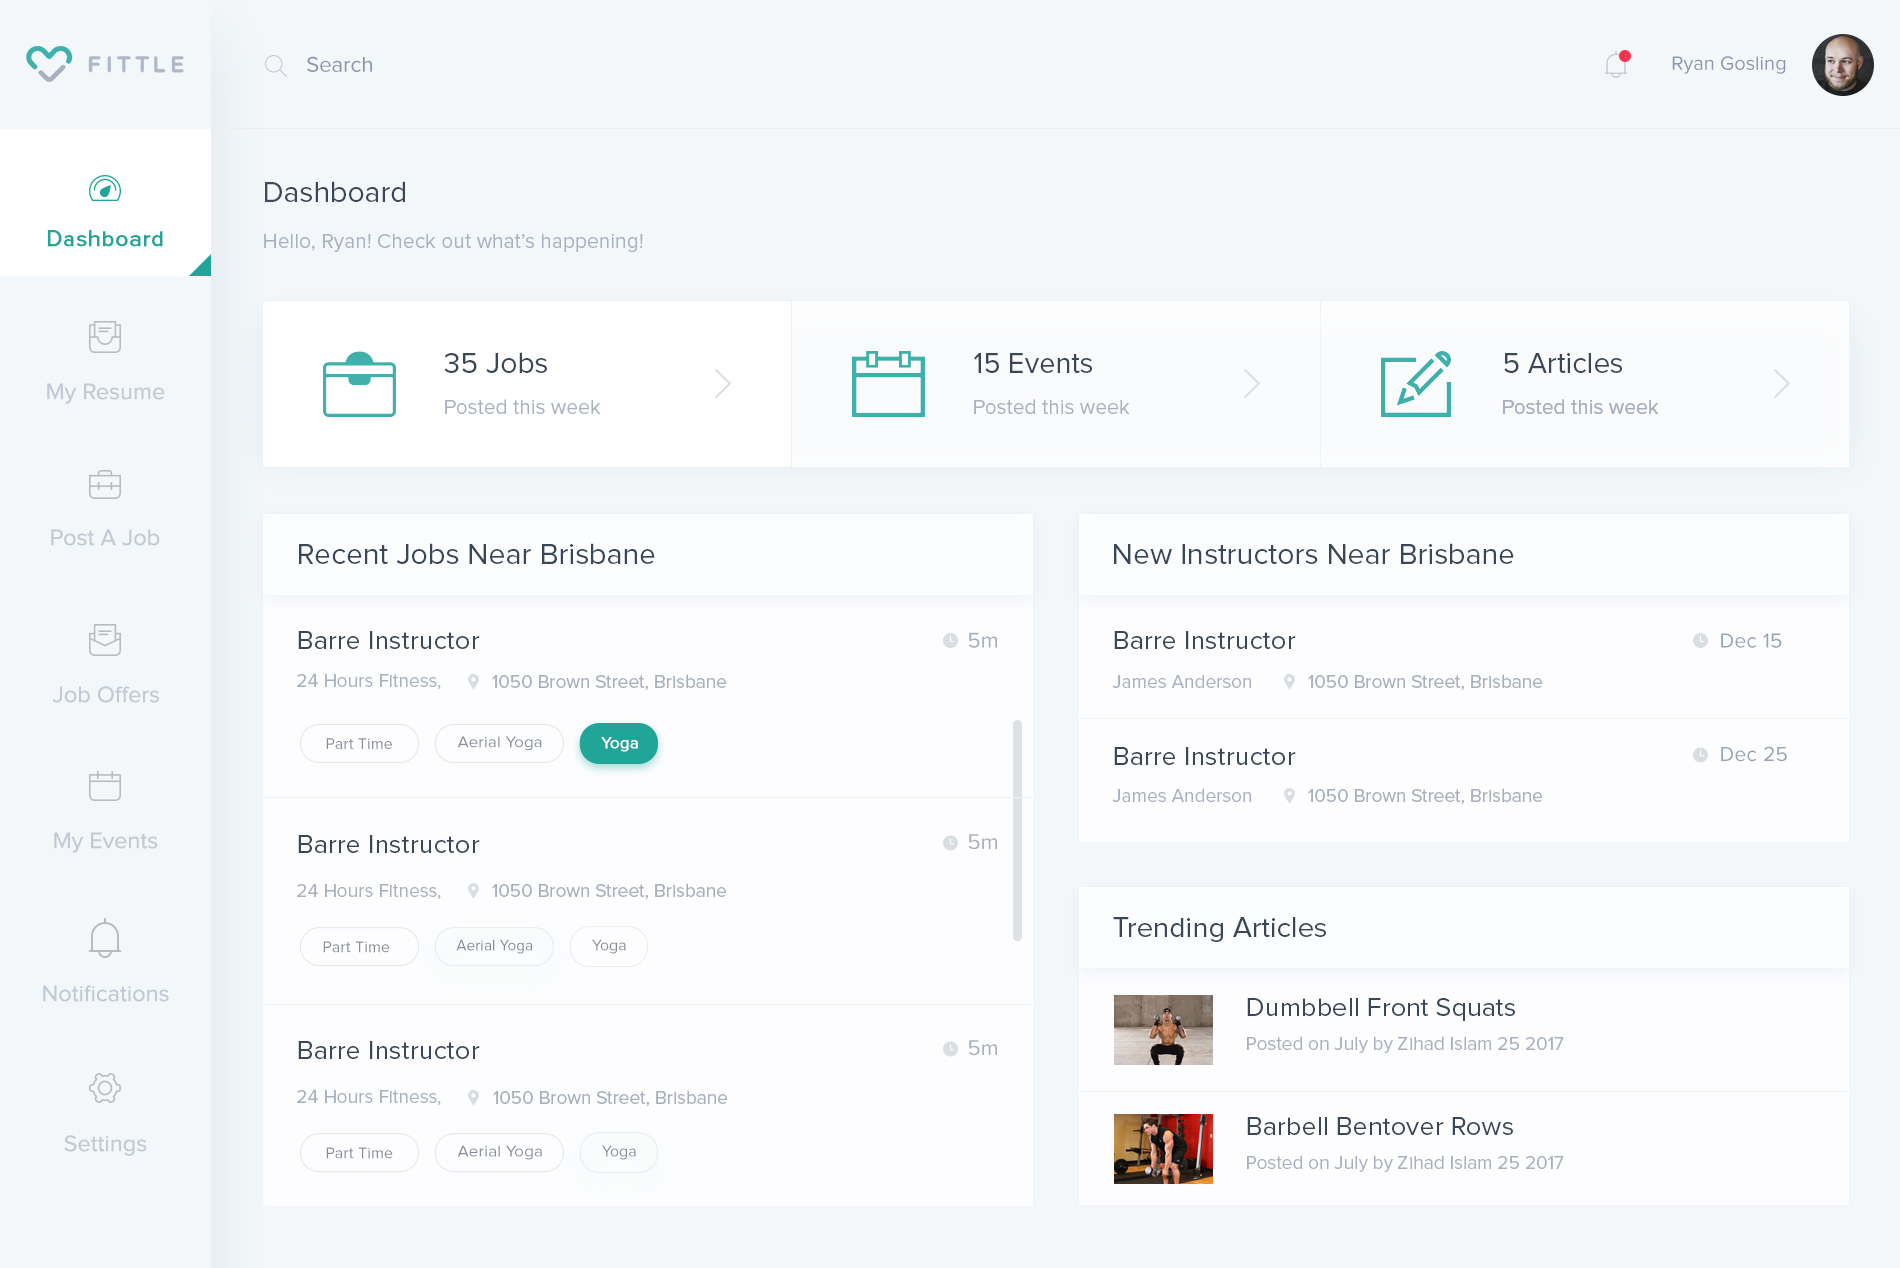 FITTLE
Search
Ryan Gosling
Dashboard
My Resume
Post A Job
Job Offers
My Events
Notifications
Settings
Dashboard
Hello, Ryan! Check out what's happening!
35 Jobs
Posted this week
15 Events
Posted this week
5 Articles
Posted this week
Recent Jobs Near Brisbane
Barre Instructor
5m
24 Hours Fitness,
1050 Brown Street, Brisbane
Part Time
Aerial Yoga
Yoga
Barre Instructor
5m
24 Hours Fitness,
1050 Brown Street, Brisbane
Part Time
Aerial Yoga
Yoga
Barre Instructor
5m
24 Hours Fitness,
1050 Brown Street, Brisbane
Part Time
Aerial Yoga
Yoga
New Instructors Near Brisbane
Barre Instructor
Dec 15
James Anderson
1050 Brown Street, Brisbane
Barre Instructor
Dec 25
James Anderson
1050 Brown Street, Brisbane
Trending Articles
Dumbbell Front Squats
Posted on July by Zihad Islam 25 2017
Barbell Bentover Rows
Posted on July by Zihad Islam 25 2017